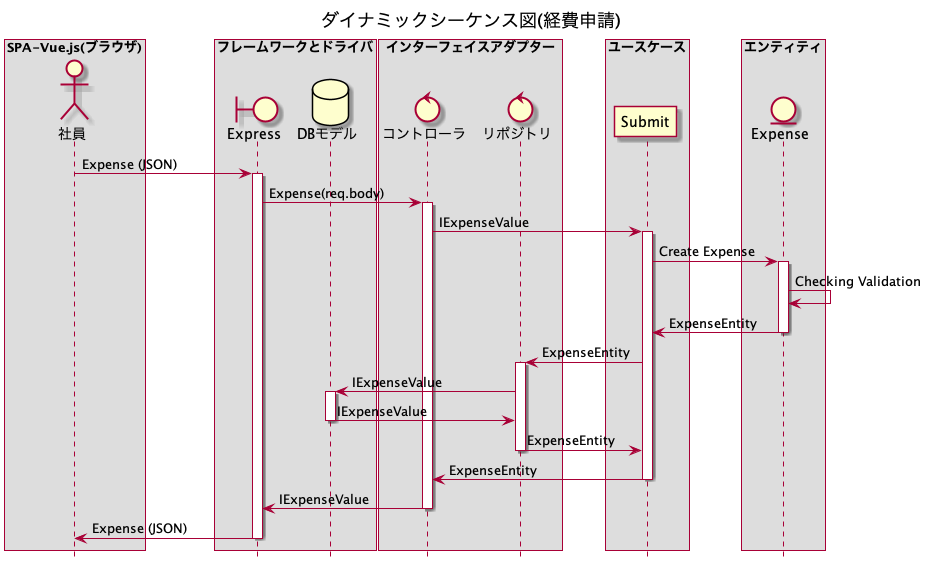 ダイナミックシーケンス図(経費申請)
SPA-Vue.js(ブラウザ)
フレームワークとドライバ
インターフェイスアダプター
ユースケース
エンティティ
社員
Express
DBモデル
コントローラ
リポジトリ
Submit
Expense
Expense (JSON)
Expense(req.body)
IExpenseValue
Create Expense
Checking Validation
ExpenseEntity
ExpenseEntity
IExpenseValue
IExpenseValue
ExpenseEntity
ExpenseEntity
IExpenseValue
Expense (JSON)